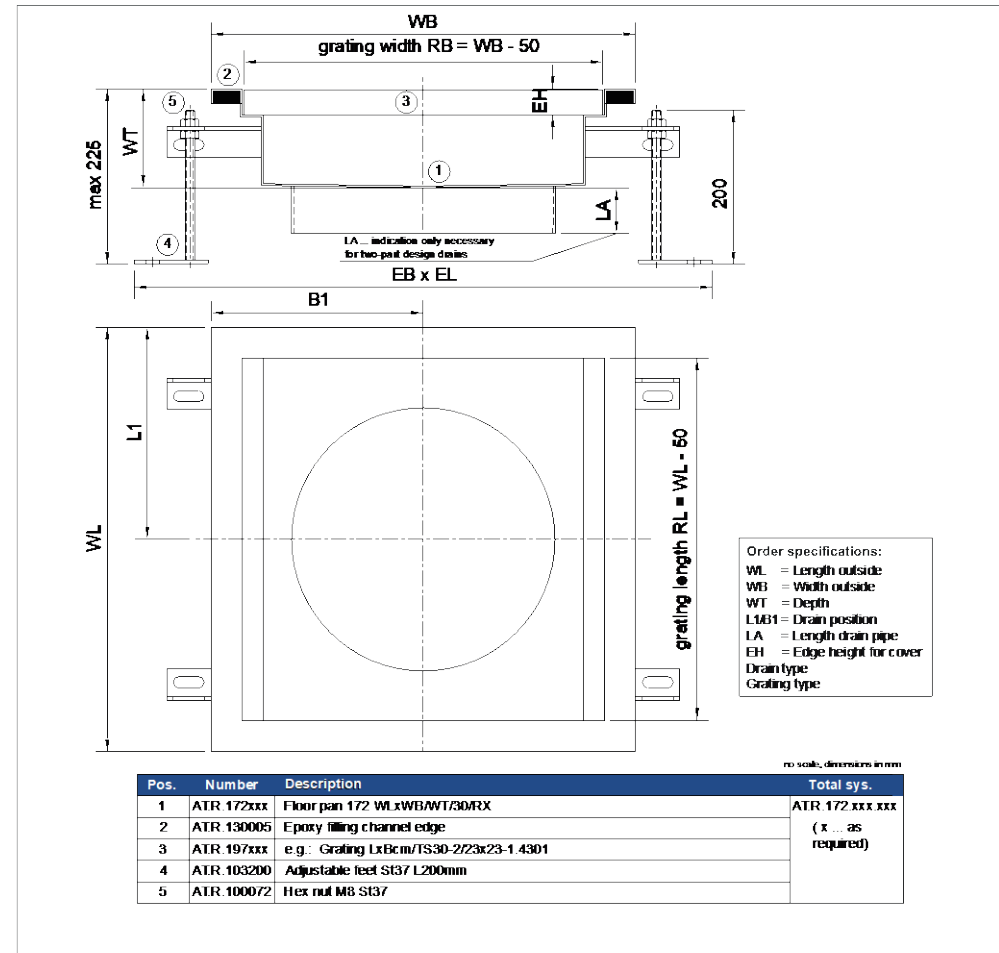 WB
grating width RB = WB - 50
2
5
3
EH
WT
max 225
1
200
LA
4
LA ... indication only necessary
for two-part design drains
EB x EL
B1
L1
WL
grating length RL = WL - 50
Order specifications:
WL = Length outside
WB = Width outside
WT = Depth
L1/B1 = Drain position
LA = Length drain pipe
EH = Edge height for cover
Drain type
Grating type
no scale, dimensions in mm
Pos. Number Description Total sys.
1 ATR.172xxx Floor pan 172 WLxWB/WT/30/RX ATR.172.xxx.xxx
2 ATR.130005 Epoxy filling channel edge ( x ... as
required)
3 ATR.197xxx e.g.: Grating LxBcm/TS30-2/23x23-1.4301
4 ATR.103200 Adjustable feet St37 L200mm
5 ATR.100072 Hex nut M8 St37